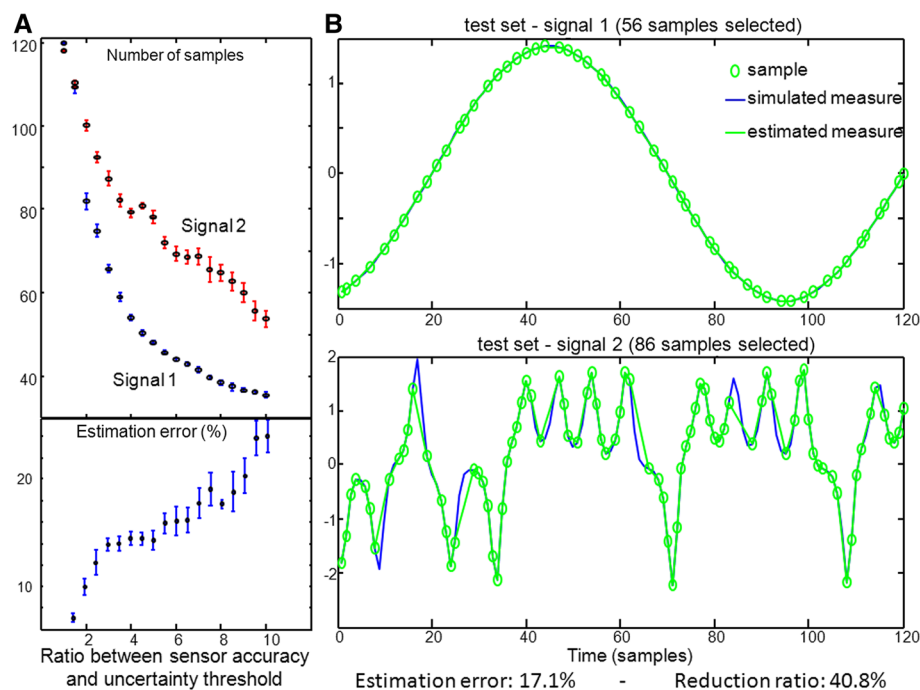 A
120
100
80
60
40
Number of samples
Signal 2
Signal 1
Estimation error (%)
20
10
2 4 6 8 10
Ratio between sensor accuracy
and uncertainty threshold
B
test set - signal 1 (56 samples selected)
1
0
-1
sample
simulated measure
estimated measure
0 20 40 60 80 100 120
test set - signal 2 (86 samples selected)
2
1
0
-1
-2
0 20 40 60 80 100 120
Time (samples)
Estimation error: 17.1% - Reduction ratio: 40.8%